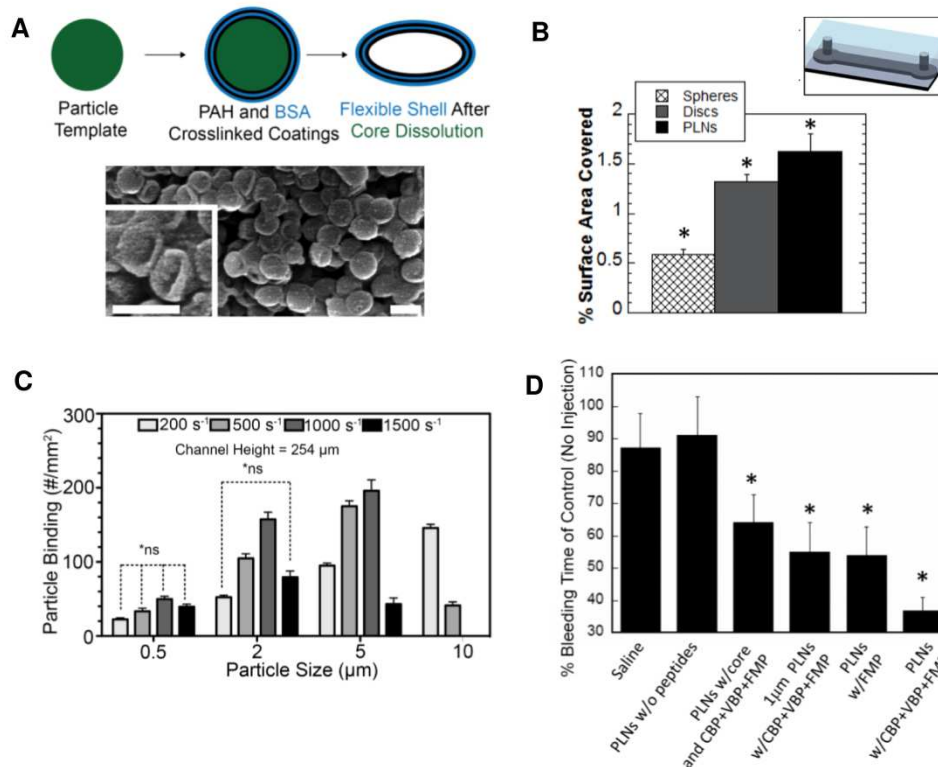 A
Particle
Template
PAH and BSA
Crosslinked Coatings
Flexible Shell After
Core Dissolution
B
Spheres
Discs
PLNs
% Surface Area Covered
2
1.5
1
0.5
0
*
*
*
C
Particle Binding (#/mm²)
300
200
100
0
200 s⁻¹
500 s⁻¹
1000 s⁻¹
1500 s⁻¹
Channel Height = 254 µm
*ns
*ns
0.5
2
5
10
Particle Size (µm)
D
% Bleeding Time of Control (No Injection)
110
100
90
80
70
60
50
40
30
*
*
*
*
Saline
PLNs w/o peptides
PLNs w/core
and CBP+VBP+FMP
1µm PLNs
w/CBP+VBP+FMP
PLNs
w/FMP
PLNs
w/CBP+VBP+FM